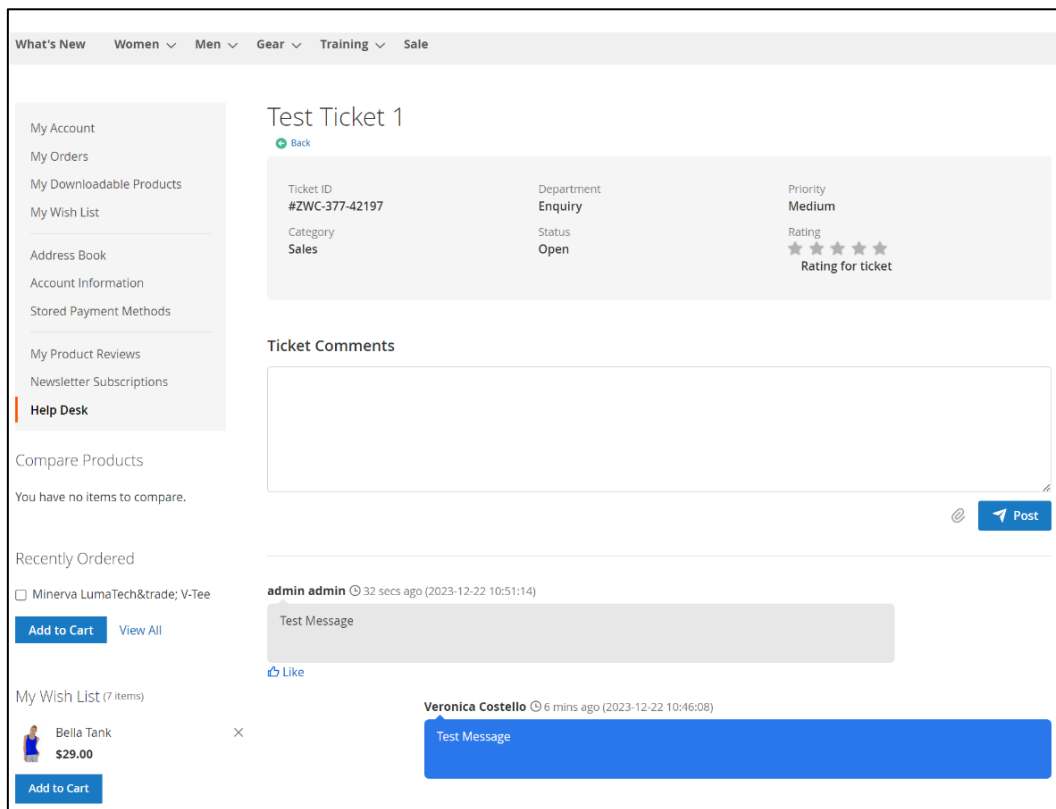 What's New Women Men Gear Training Sale
My Account
My Orders
My Downloadable Products
My Wish List
Address Book
Account Information
Stored Payment Methods
My Product Reviews
Newsletter Subscriptions
Help Desk
Compare Products
You have no items to compare.
Recently Ordered
Minerva LumaTech&trade; V-Tee
Add to Cart View All
My Wish List (7 items)
Bella Tank
$29.00
Add to Cart
Test Ticket 1
Back
Ticket ID Department Priority
#ZWC-377-42197 Enquiry Medium
Category Status Rating
Sales Open
Rating for ticket
Ticket Comments
Post
admin admin 32 secs ago (2023-12-22 10:51:14)
Test Message
Like
Veronica Costello 6 mins ago (2023-12-22 10:46:08)
Test Message